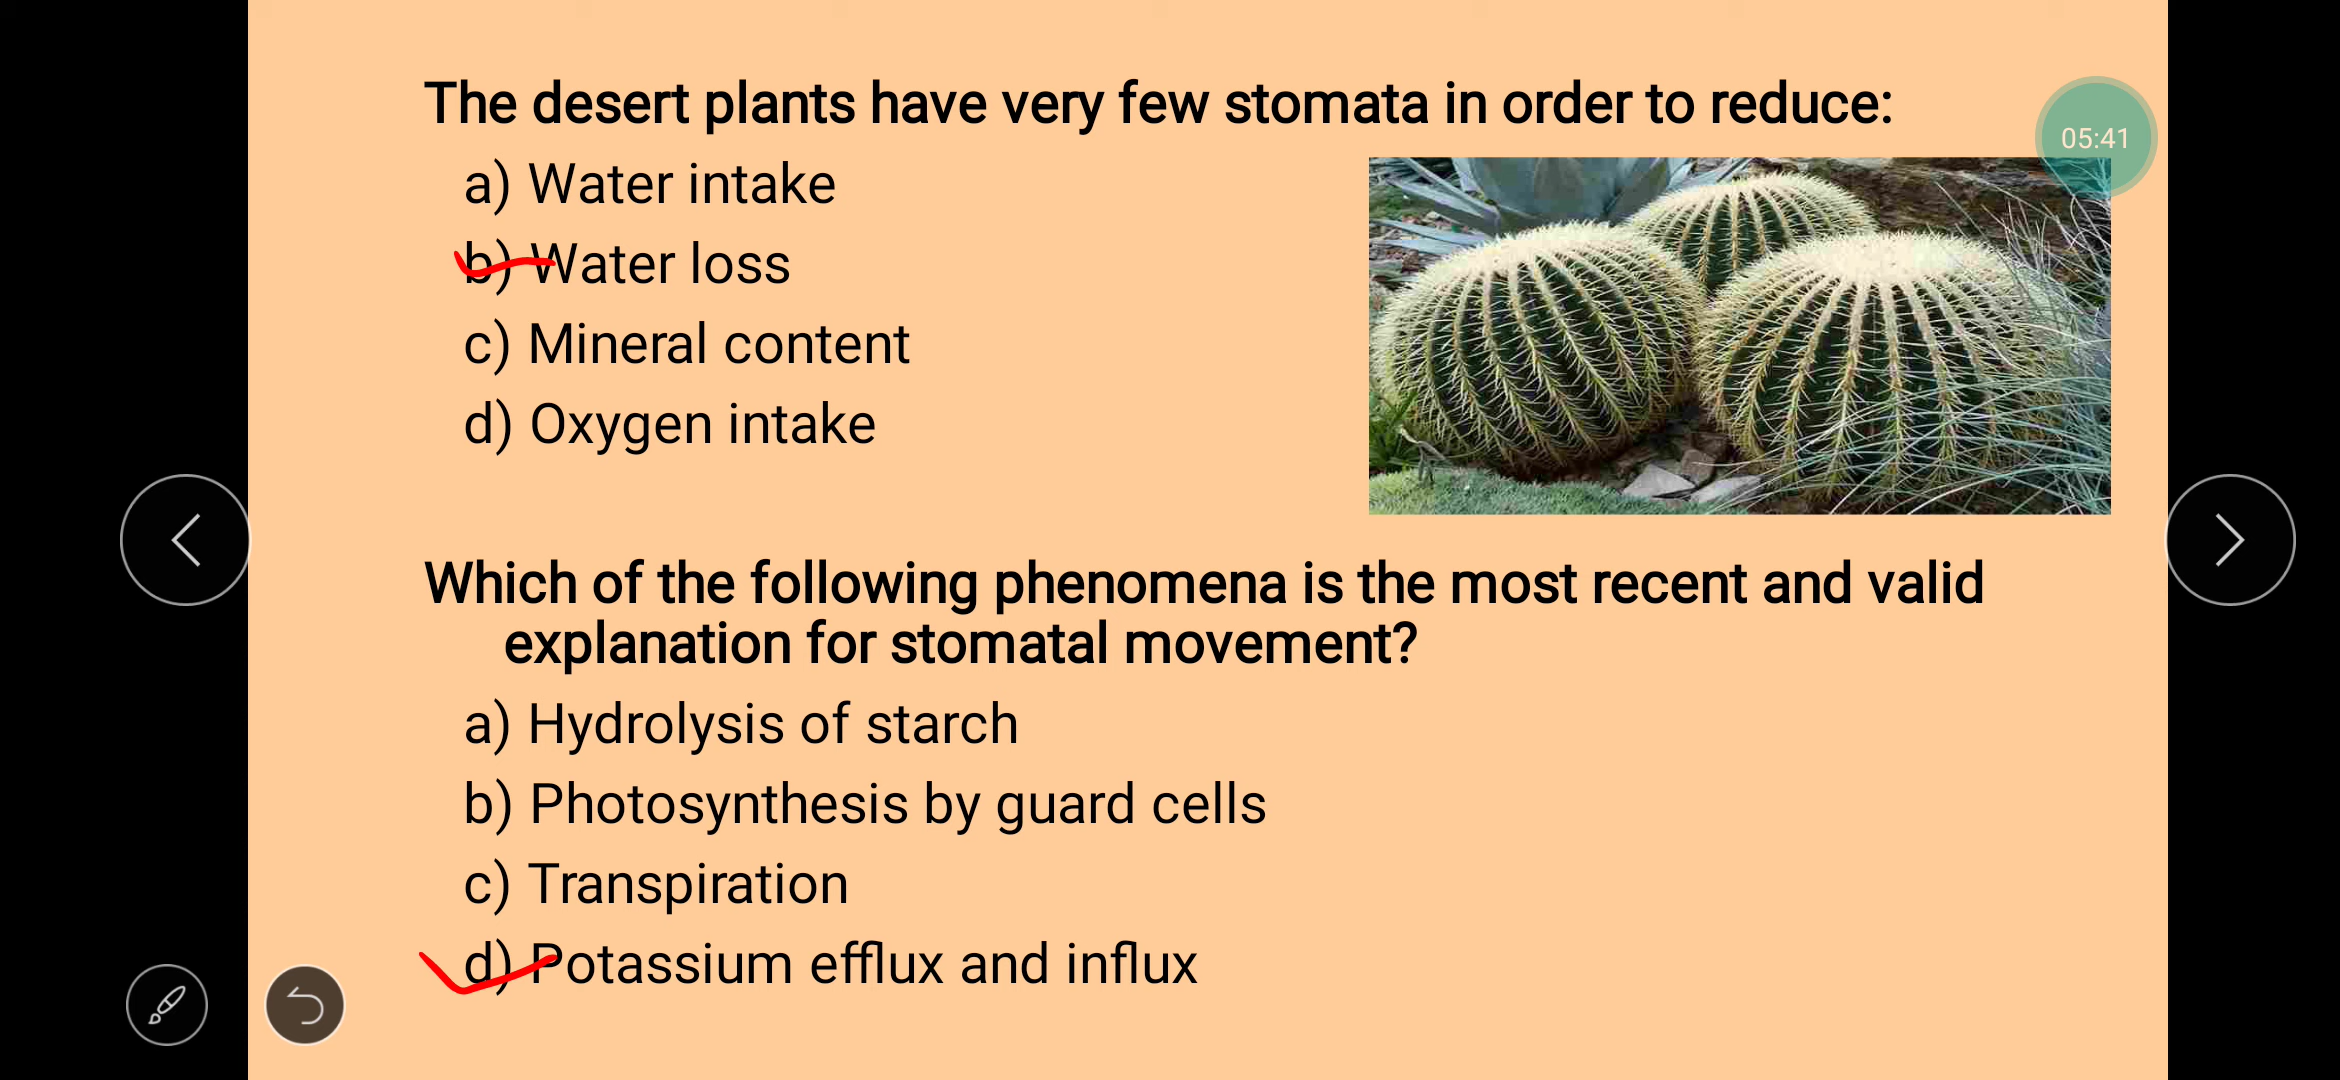 The desert plants have very few stomata in order to reduce:
05:41
a) Water intake
b) Water loss
c) Mineral content
d) Oxygen intake
Which of the following phenomena is the most recent and valid
explanation for stomatal movement?
a) Hydrolysis of starch
b) Photosynthesis by guard cells
c) Transpiration
d) Potassium efflux and influx